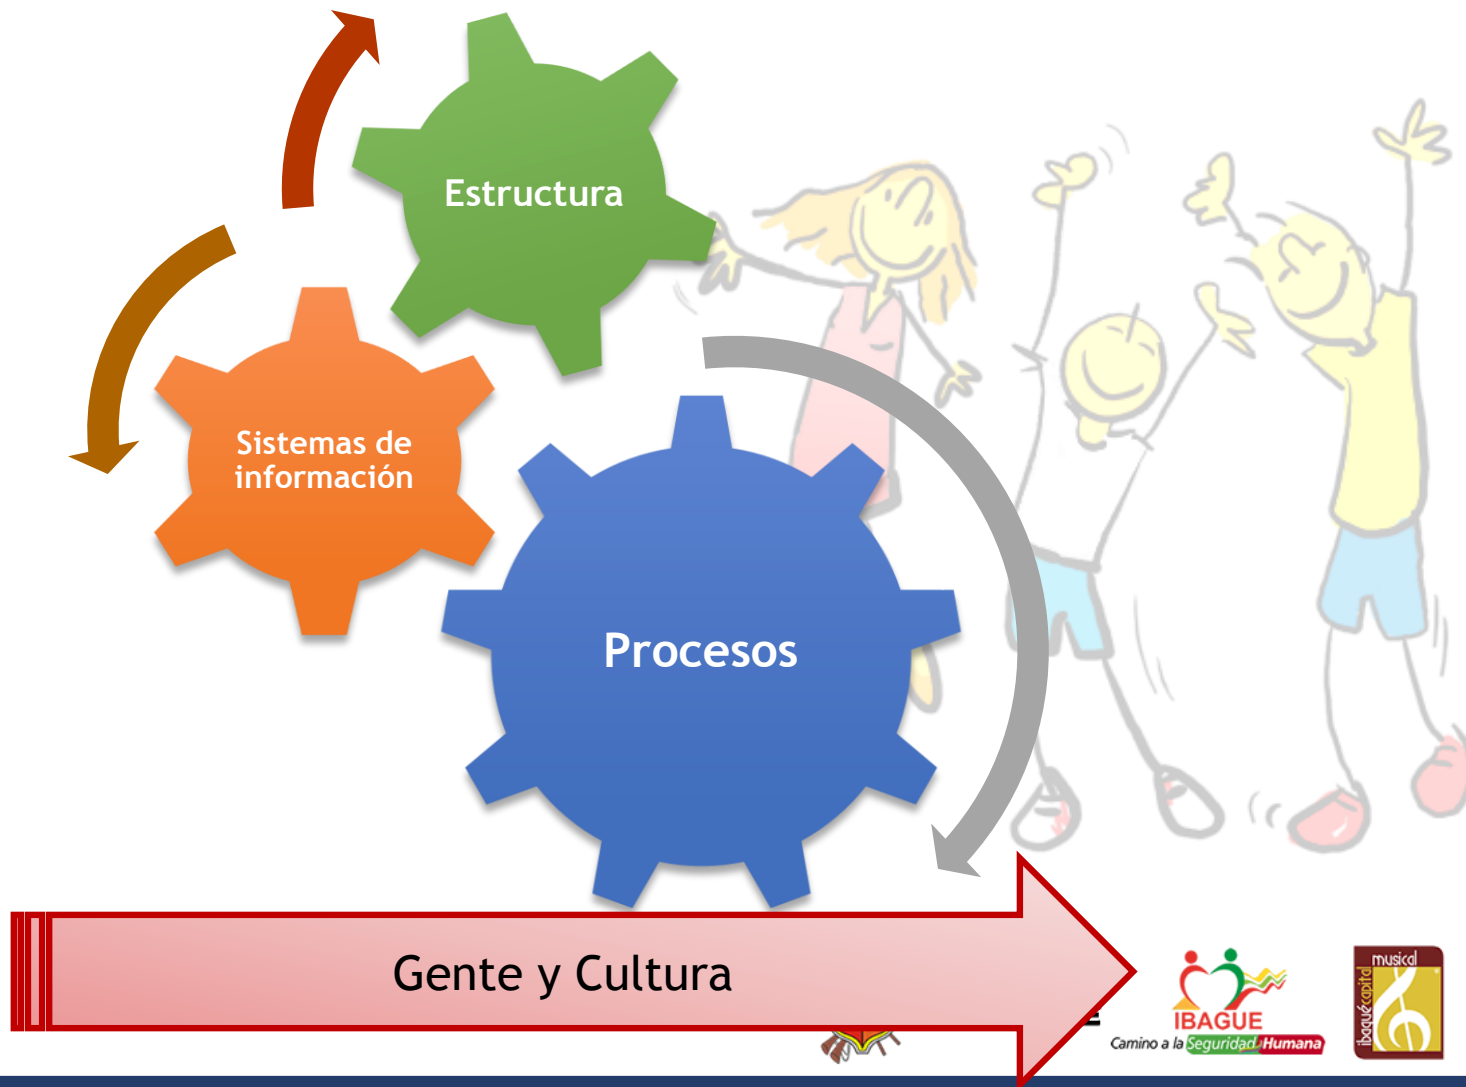 Estructura
Sistemas de
información
Procesos
Gente y Cultura
IBAGUE
Camino a la Seguridad Humana
musical
ibaguécapital